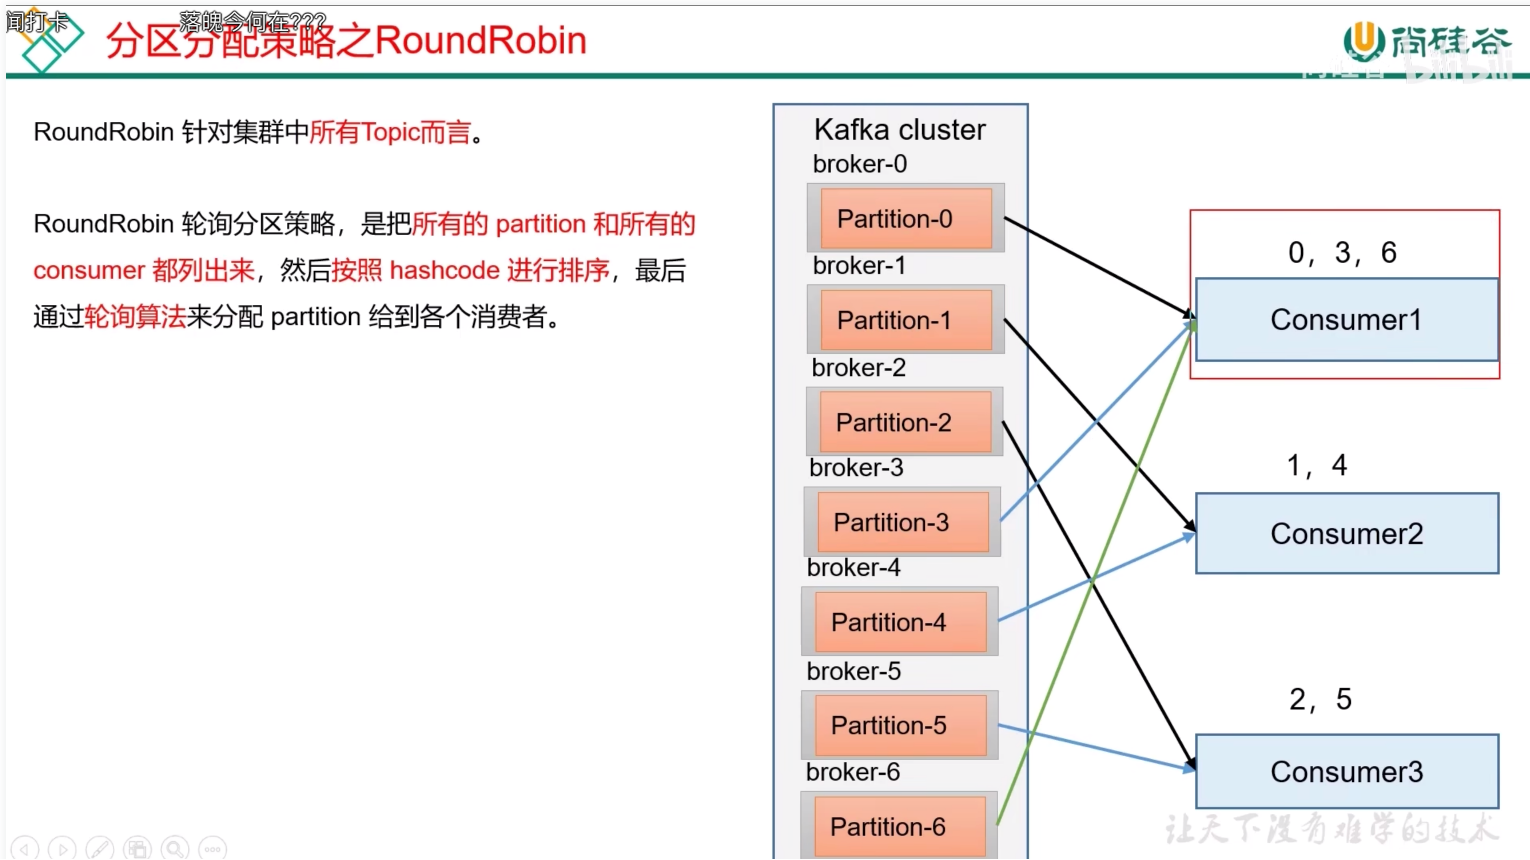 闻打卡
落魄今何在???
分区分配策略之RoundRobin
尚硅谷
RoundRobin 针对集群中所有Topic而言。
RoundRobin 轮询分区策略，是把所有的 partition 和所有的
consumer 都列出来，然后按照 hashcode 进行排序，最后
通过轮询算法来分配 partition 给到各个消费者。
Kafka cluster
broker-0
Partition-0
broker-1
Partition-1
broker-2
Partition-2
broker-3
Partition-3
broker-4
Partition-4
broker-5
Partition-5
broker-6
Partition-6
0，3，6
Consumer1
1，4
Consumer2
2，5
Consumer3
让天下没有难学的技术